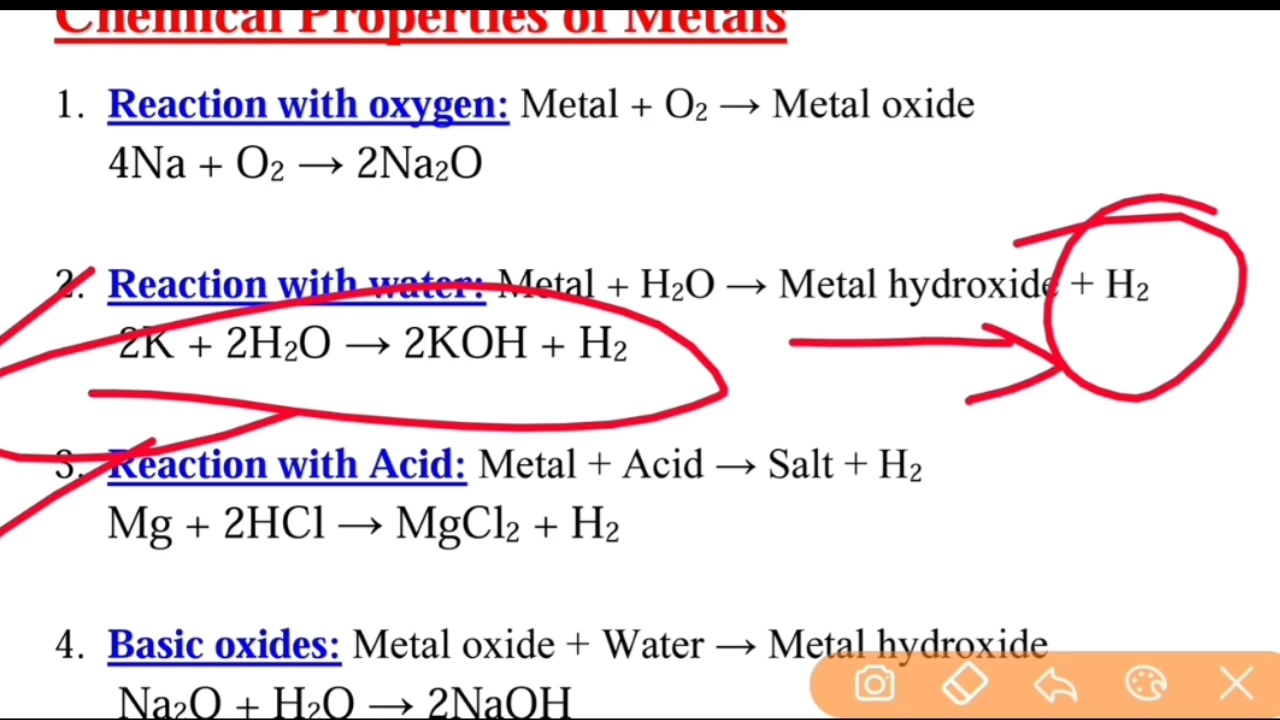 Chemical Properties of Metals
1. Reaction with oxygen: Metal + O₂ → Metal oxide
4Na + O₂ → 2Na₂O
2. Reaction with water: Metal + H₂O → Metal hydroxide + H₂
2K + 2H₂O → 2KOH + H₂
3. Reaction with Acid: Metal + Acid → Salt + H₂
Mg + 2HCl → MgCl₂ + H₂
4. Basic oxides: Metal oxide + Water → Metal hydroxide
Na₂O + H₂O → 2NaOH